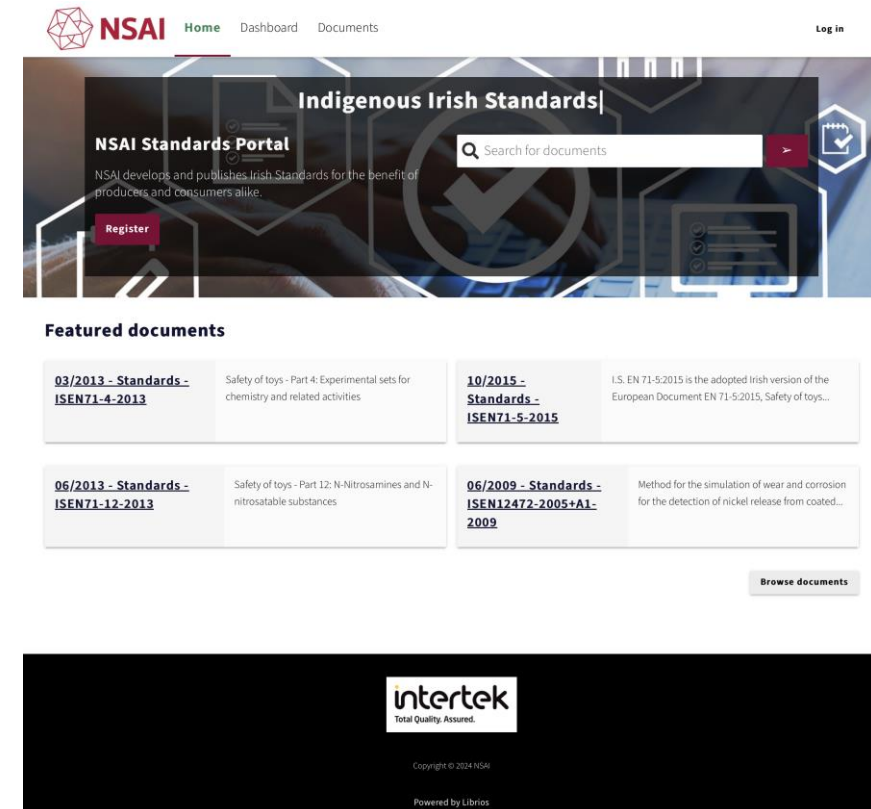 NSAI
Home Dashboard Documents
Log in
Indigenous Irish Standards|
NSAI Standards Portal
NSAI develops and publishes Irish Standards for the benefit of
producers and consumers alike.
Register
Search for documents
Featured documents
03/2013 - Standards -
ISEN71-4-2013
Safety of toys - Part 4: Experimental sets for
chemistry and related activities
10/2015 -
Standards -
ISEN71-5-2015
I.S. EN 71-5:2015 is the adopted Irish version of the
European Document EN 71-5:2015, Safety of toys...
06/2013 - Standards -
ISEN71-12-2013
Safety of toys - Part 12: N-Nitrosamines and N-
nitrosatable substances
06/2009 - Standards -
ISEN12472-2005+A1-
2009
Method for the simulation of wear and corrosion
for the detection of nickel release from coated...
Browse documents
intertek
Total Quality. Assured.
Copyright © 2024 NSAI
Powered by Librios